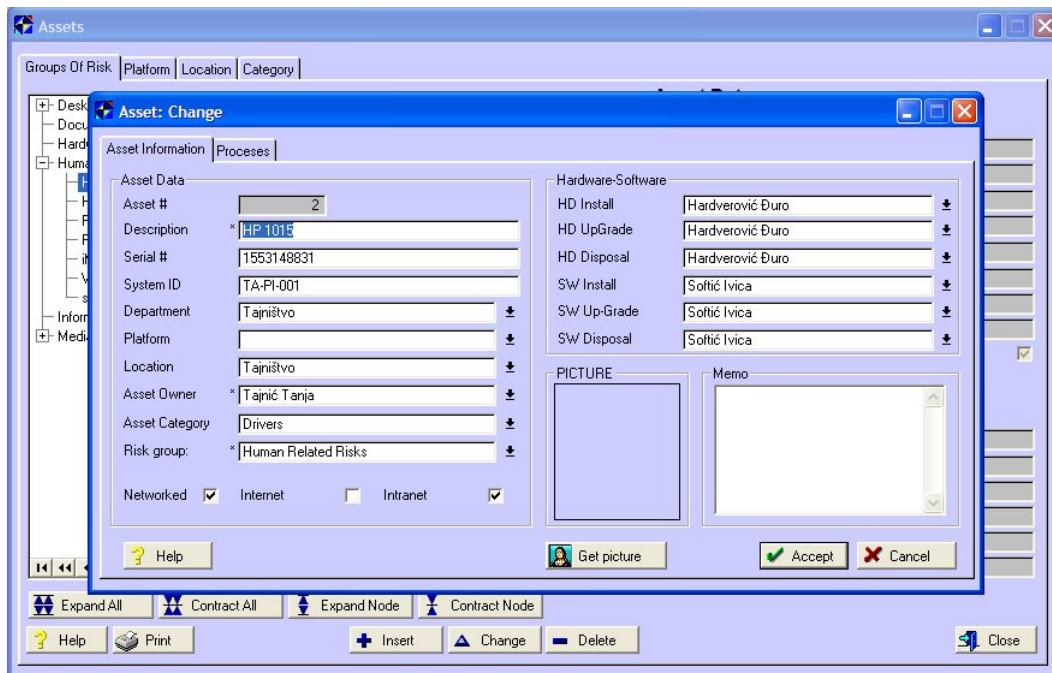 Assets
Groups Of Risk Platform Location Category
Asset: Change
Asset Information Proceses
Asset Data
Asset # 2
Description * HP 1015
Serial # 1553148831
System ID TA-PI-001
Department Tajništvo
Platform
Location Tajništvo
Asset Owner * Tajnić Tanja
Asset Category Drivers
Risk group: * Human Related Risks
Networked Internet Intranet
Hardware-Software
HD Install Hardverović Đuro
HD UpGrade Hardverović Đuro
HD Disposal Hardverović Đuro
SW Install Softić Ivica
SW Up-Grade Softić Ivica
SW Disposal Softić Ivica
PICTURE
Memo
Help Get picture Accept Cancel
Expand All Contract All Expand Node Contract Node
Help Print Insert Change Delete Close